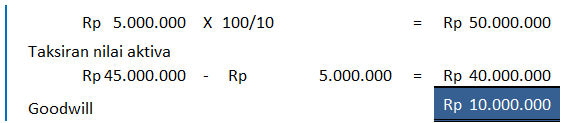 Rp 5.000.000 X 100/10 = Rp 50.000.000
Taksiran nilai aktiva
Rp 45.000.000 - Rp 5.000.000 = Rp 40.000.000
Goodwill Rp 10.000.000